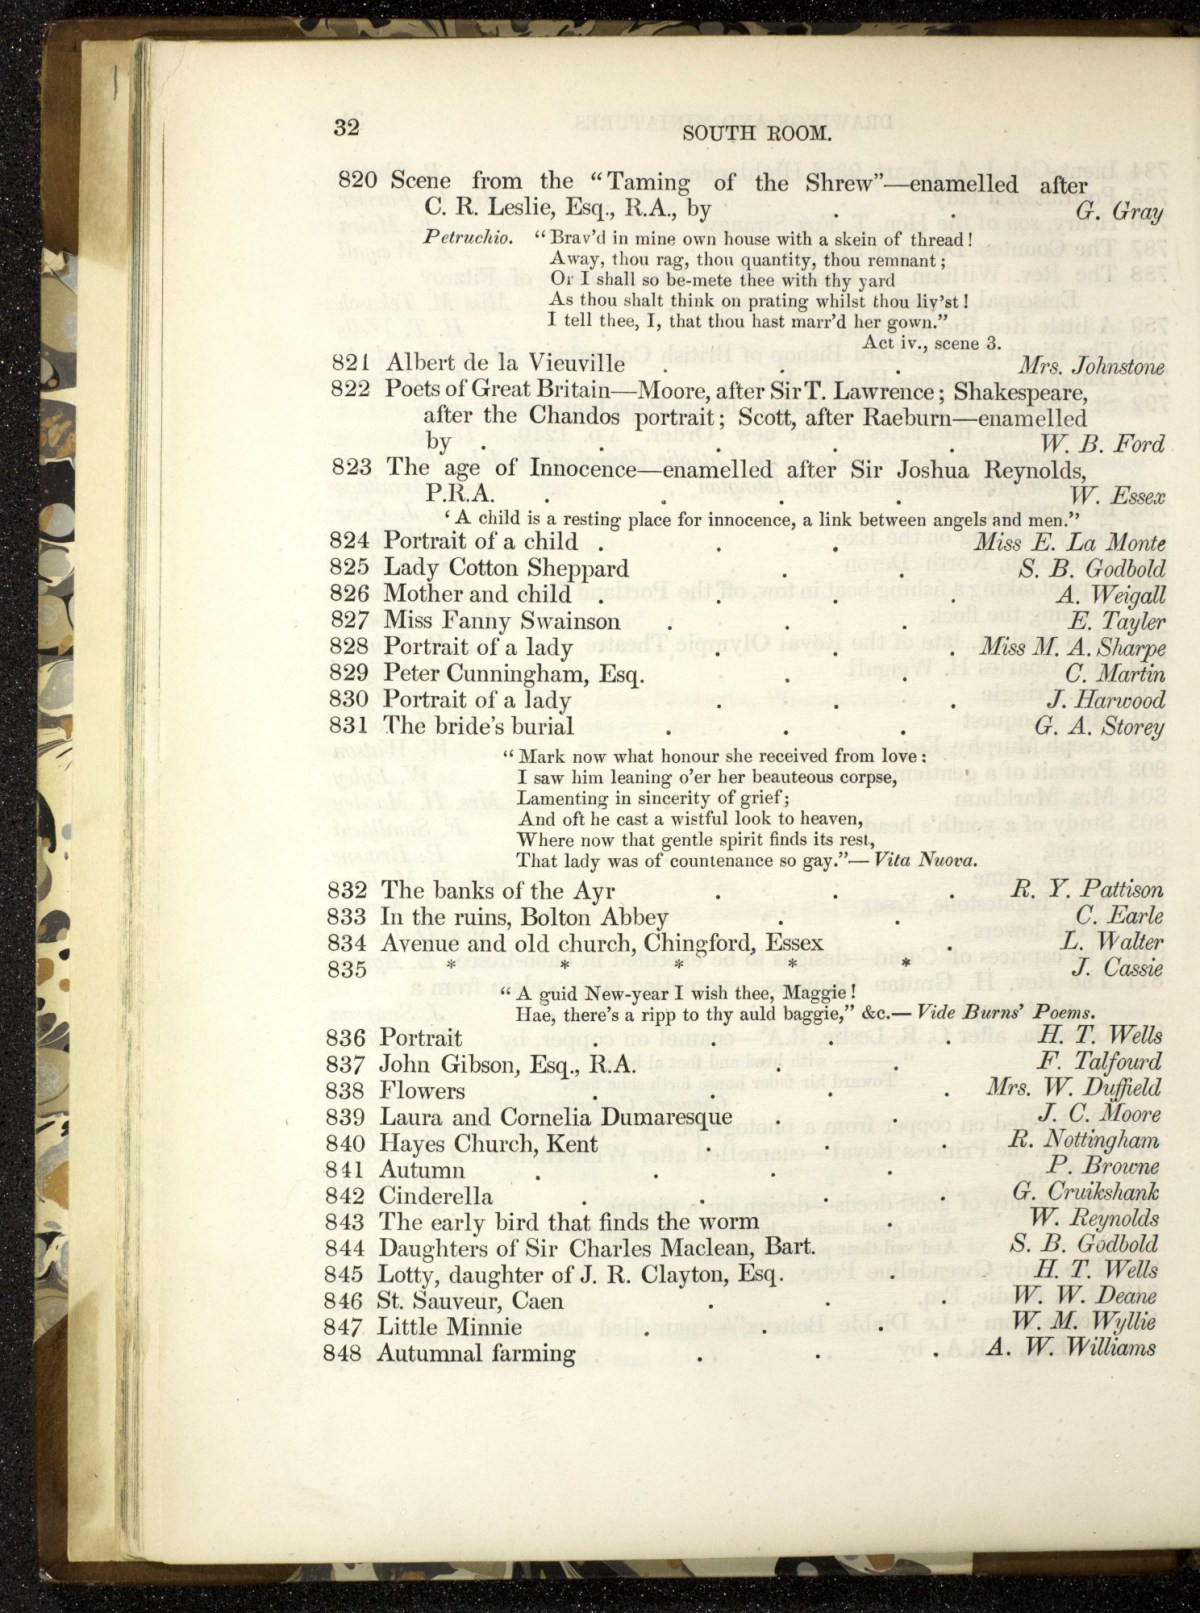 32
SOUTH ROOM.
820 Scene from the "Taming of the Shrew"—enamelled after
C. R. Leslie, Esq., R.A., by . . G. Gray
Petruchio. "Brav'd in mine own house with a skein of thread!
Away, thou rag, thou quantity, thou remnant;
Or I shall so be-mete thee with thy yard
As thou shalt think on prating whilst thou liv'st!
I tell thee, I, that thou hast marr'd her gown."
Act iv., scene 3.
821 Albert de la Vieuville . . . Mrs. Johnstone
822 Poets of Great Britain—Moore, after Sir T. Lawrence; Shakespeare,
after the Chandos portrait; Scott, after Raeburn—enamelled
by . . . . W. B. Ford
823 The age of Innocence—enamelled after Sir Joshua Reynolds,
P.R.A. . . . . W. Essex
'A child is a resting place for innocence, a link between angels and men."
824 Portrait of a child . . . Miss E. La Monte
825 Lady Cotton Sheppard . . S. B. Godbold
826 Mother and child . . . . A. Weigall
827 Miss Fanny Swainson . . . E. Tayler
828 Portrait of a lady . . . Miss M. A. Sharpe
829 Peter Cunningham, Esq. . . C. Martin
830 Portrait of a lady . . . J. Harwood
831 The bride's burial . . . G. A. Storey
"Mark now what honour she received from love:
I saw him leaning o'er her beauteous corpse,
Lamenting in sincerity of grief;
And oft he cast a wistful look to heaven,
Where now that gentle spirit finds its rest,
That lady was of countenance so gay."—Vita Nuova.
832 The banks of the Ayr . . . R. Y. Pattison
833 In the ruins, Bolton Abbey . . C. Earle
834 Avenue and old church, Chingford, Essex . L. Walter
835 * * * * * J. Cassie
"A guid New-year I wish thee, Maggie!
Hae, there's a ripp to thy auld baggie," &c.—Vide Burns' Poems.
836 Portrait . . . . H. T. Wells
837 John Gibson, Esq., R.A. . . F. Talfourd
838 Flowers . . . . Mrs. W. Duffield
839 Laura and Cornelia Dumaresque . . J. C. Moore
840 Hayes Church, Kent . . . R. Nottingham
841 Autumn . . . . P. Browne
842 Cinderella . . . . G. Cruikshank
843 The early bird that finds the worm . W. Reynolds
844 Daughters of Sir Charles Maclean, Bart. S. B. Godbold
845 Lotty, daughter of J. R. Clayton, Esq. . . H. T. Wells
846 St. Sauveur, Caen . . . W. W. Deane
847 Little Minnie . . . W. M. Wyllie
848 Autumnal farming . . . A. W. Williams